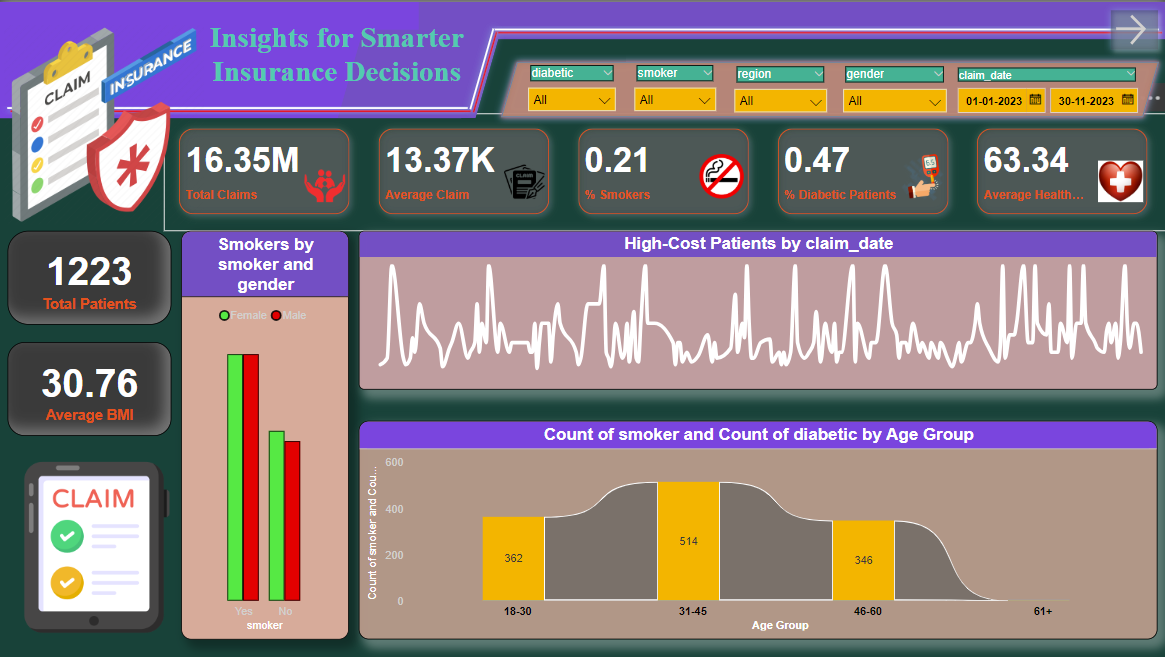 Insights for Smarter
Insurance Decisions
CLAIM
INSURANCE
diabetic
All
smoker
All
region
All
gender
All
claim_date
01-01-2023
30-11-2023
16.35M
Total Claims
13.37K
CLAIM
Average Claim
0.21
% Smokers
0.47
% Diabetic Patients
63.34
Average Health...
1223
Total Patients
30.76
Average BMI
CLAIM
Smokers by
smoker and
gender
Female
Male
Yes
No
smoker
High-Cost Patients by claim_date
Count of smoker and Count of diabetic by Age Group
Count of smoker and Cou...
600
400
200
0
362
514
346
18-30
31-45
46-60
61+
Age Group